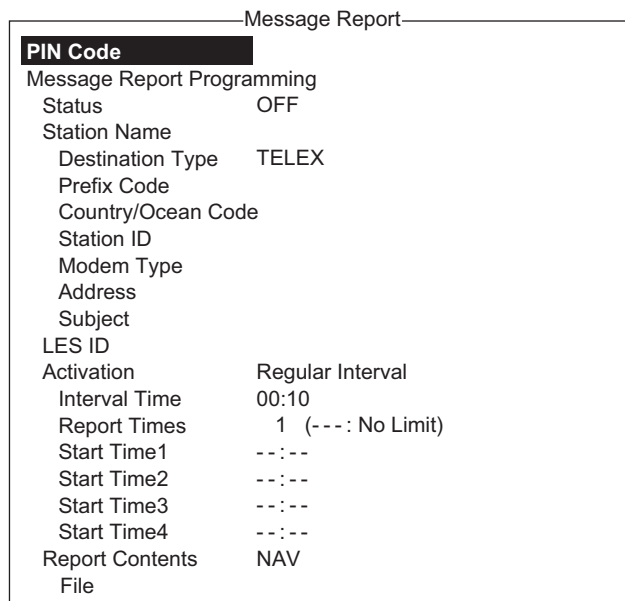 Message Report
PIN Code
Message Report Programming
Status OFF
Station Name
Destination Type TELEX
Prefix Code
Country/Ocean Code
Station ID
Modem Type
Address
Subject
LES ID
Activation Regular Interval
Interval Time 00:10
Report Times 1 (---: No Limit)
Start Time1 --:--
Start Time2 --:--
Start Time3 --:--
Start Time4 --:--
Report Contents NAV
File